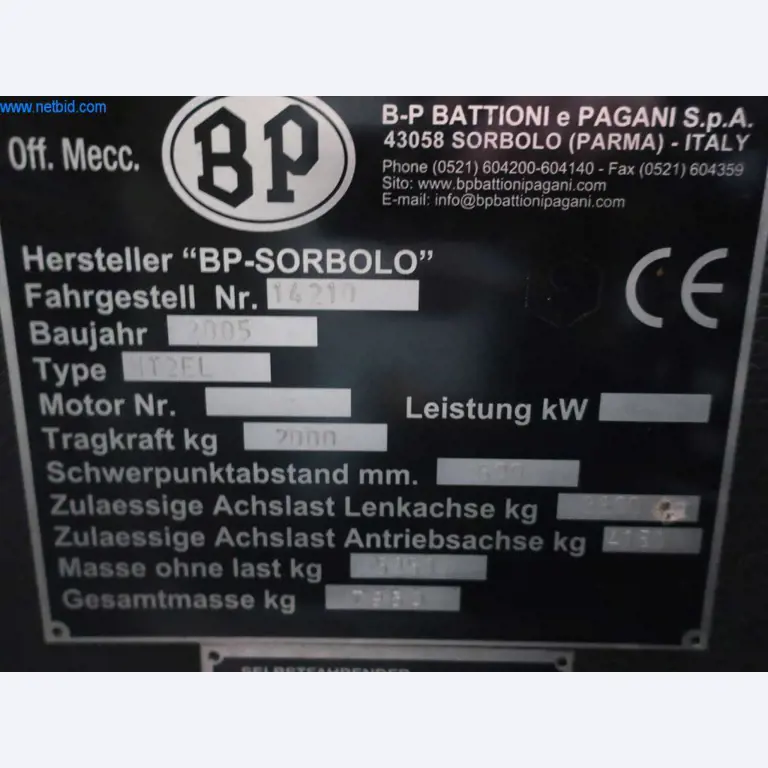 www.netbid.com
Off. Mecc.
BP
B-P BATTIONI e PAGANI S.p.A.
43058 SORBOLO (PARMA) - ITALY
Phone (0521) 604200-604140 - Fax (0521) 604359
Sito: www.bpbattionipagani.com
E-mail: info@bpbattionipagani.com
Hersteller “BP-SORBOLO”
CE
Fahrgestell Nr. 14210
Baujahr 2005
Type
Motor Nr.
Leistung kW
Tragkraft kg 2000
Schwerpunktabstand mm.
Zulaessige Achslast Lenkachse kg
Zulaessige Achslast Antriebsachse kg
Masse ohne last kg
Gesamtmasse kg
SELBSTFAHRENDER